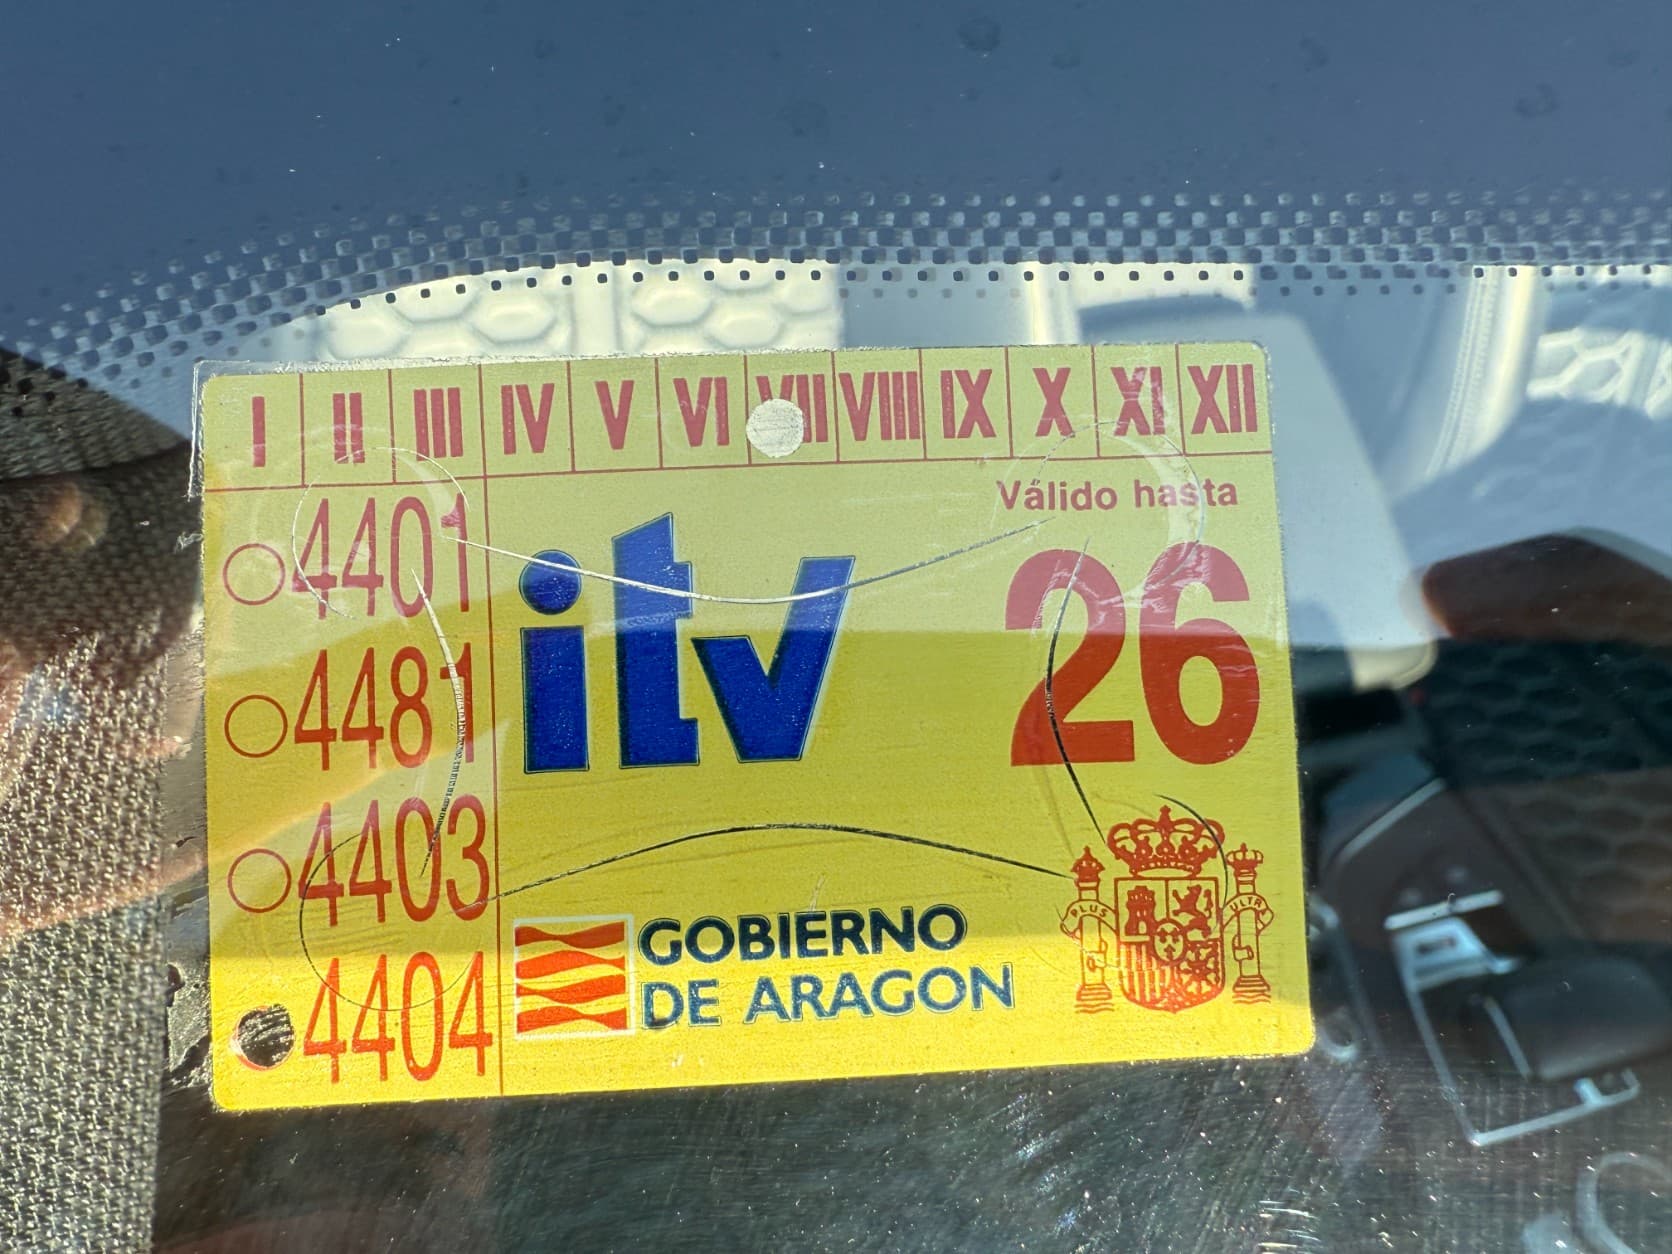 I II III IV V VI VII VIII IX X XI XII
Válido hasta
4401
4481
4403
4404
itv
26
GOBIERNO
DE ARAGON
PLUS ULTRA